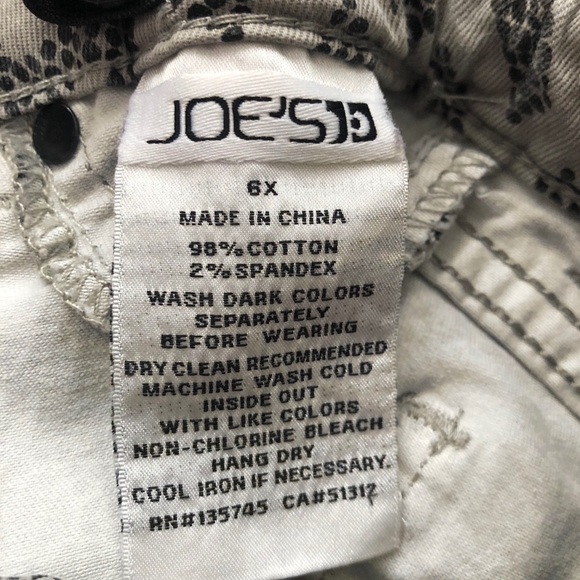 JOE'S
6X
MADE IN CHINA
98% COTTON
2% SPANDEX
WASH DARK COLORS
SEPARATELY
BEFORE WEARING
DRY CLEAN RECOMMENDED
MACHINE WASH COLD
INSIDE OUT
WITH LIKE COLORS
NON-CHLORINE BLEACH
HANG DRY
COOL IRON IF NECESSARY.
RN#135745 CA#51312